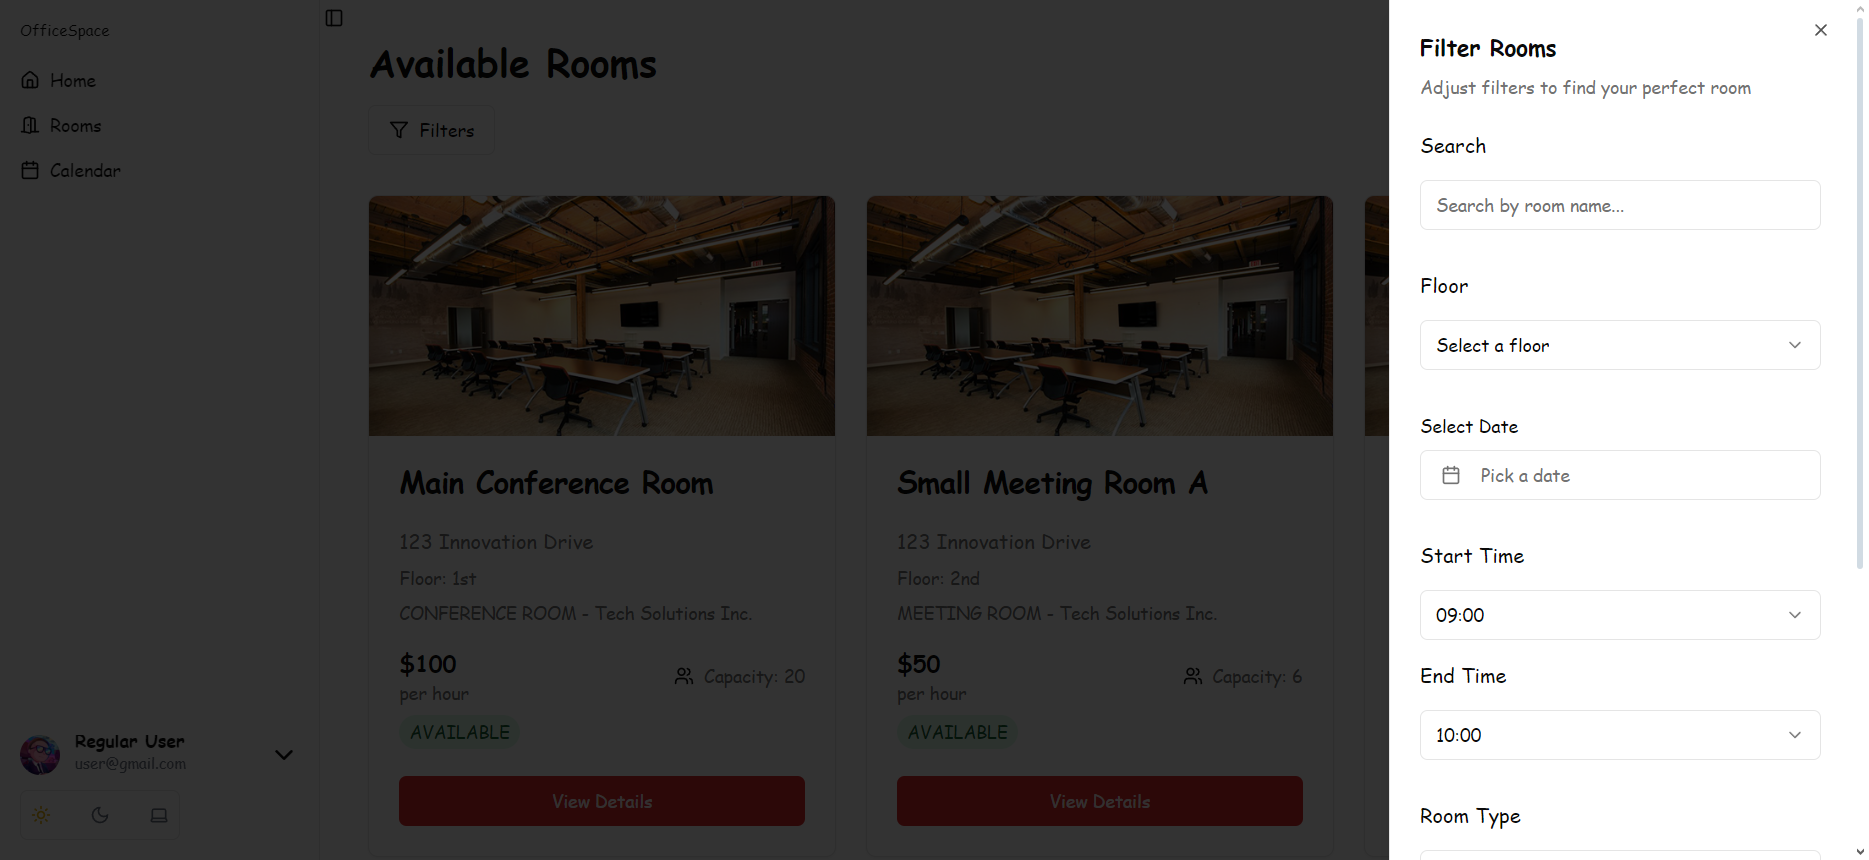 OfficeSpace
Home
Rooms
Calendar
Regular User
user@gmail.com
Available Rooms
Filters
Main Conference Room
123 Innovation Drive
Floor: 1st
CONFERENCE ROOM - Tech Solutions Inc.
$100
per hour
Capacity: 20
AVAILABLE
View Details
Small Meeting Room A
123 Innovation Drive
Floor: 2nd
MEETING ROOM - Tech Solutions Inc.
$50
per hour
Capacity: 6
AVAILABLE
View Details
Filter Rooms
Adjust filters to find your perfect room
Search
Search by room name...
Floor
Select a floor
Select Date
Pick a date
Start Time
09:00
End Time
10:00
Room Type